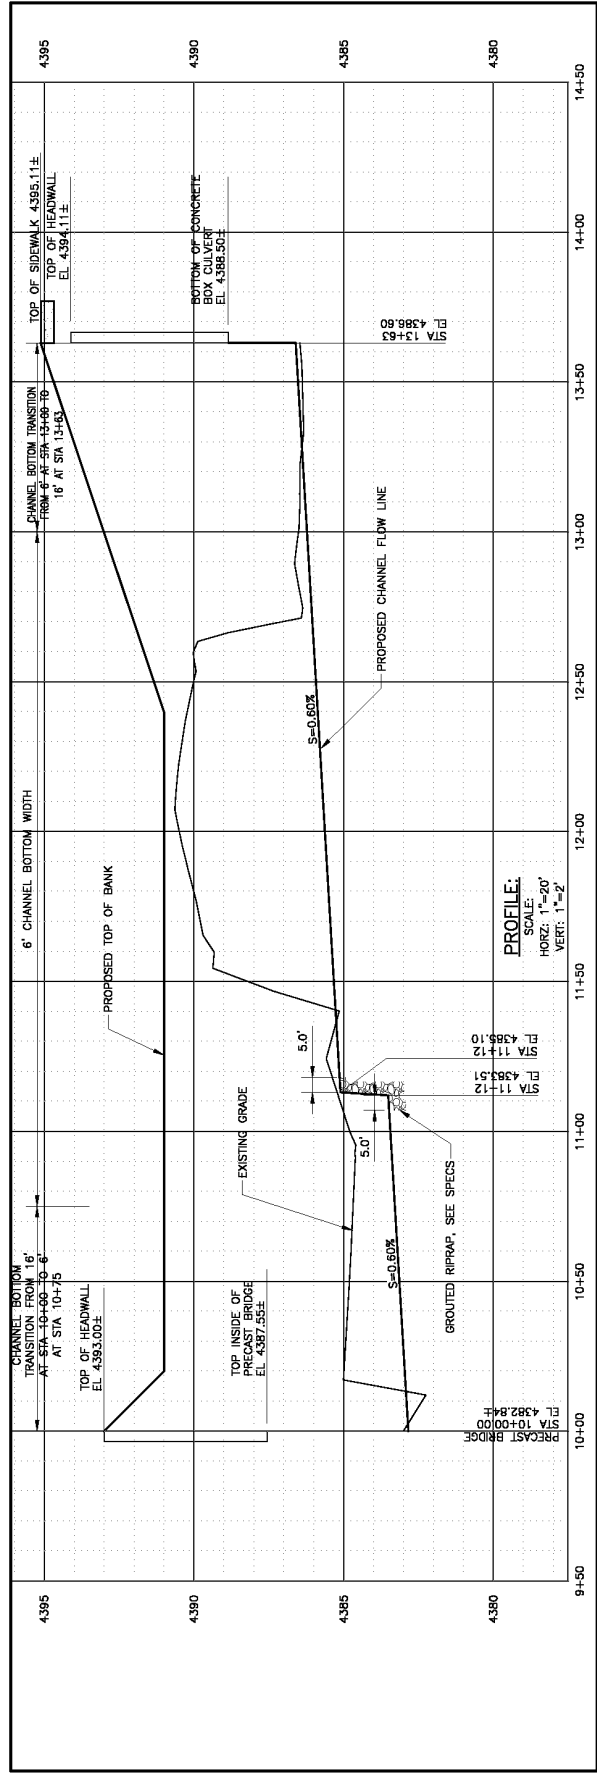 4395
4390
4385
4380
CHANNEL BOTTOM
TRANSITION FROM 16'
AT STA 10+00 TO 6'
AT STA 10+75
6' CHANNEL BOTTOM WIDTH
CHANNEL BOTTOM TRANSITION
FROM 6' AT STA 13+00 TO
16' AT STA 13+63
TOP OF SIDEWALK 4395.11±
TOP OF HEADWALL
EL 4394.11±
TOP OF HEADWALL
EL 4393.00±
PROPOSED TOP OF BANK
BOTTOM OF CONCRETE
BOX CULVERT
EL 4388.50±
TOP INSIDE OF
PRECAST BRIDGE
EL 4387.55±
EXISTING GRADE
5.0'
S=0.60%
STA 13+63
EL 4386.60
5.0'
S=0.60%
PROPOSED CHANNEL FLOW LINE
GROUTED RIPRAP, SEE SPECS
PRECAST BRIDGE
STA 10+00.00
EL 4382.84±
STA 11+12
EL 4383.51
STA 11+12
EL 4385.10
PROFILE:
SCALE:
HORZ: 1"=20'
VERT: 1"=2'
4395
4390
4385
4380
9+50
10+00
10+50
11+00
11+50
12+00
12+50
13+00
13+50
14+00
14+50